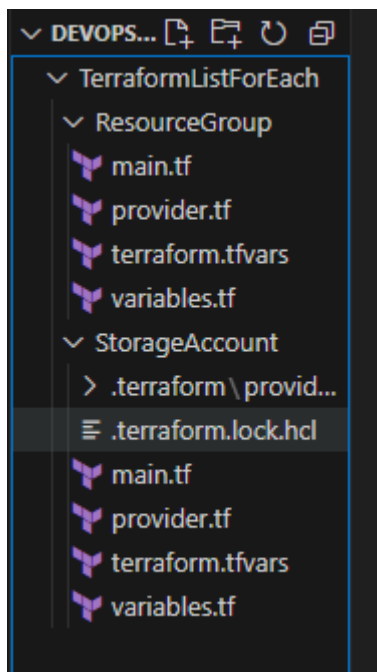 DEVOPS...
TerraformListForEach
ResourceGroup
main.tf
provider.tf
terraform.tfvars
variables.tf
StorageAccount
.terraform\provid...
.terraform.lock.hcl
main.tf
provider.tf
terraform.tfvars
variables.tf